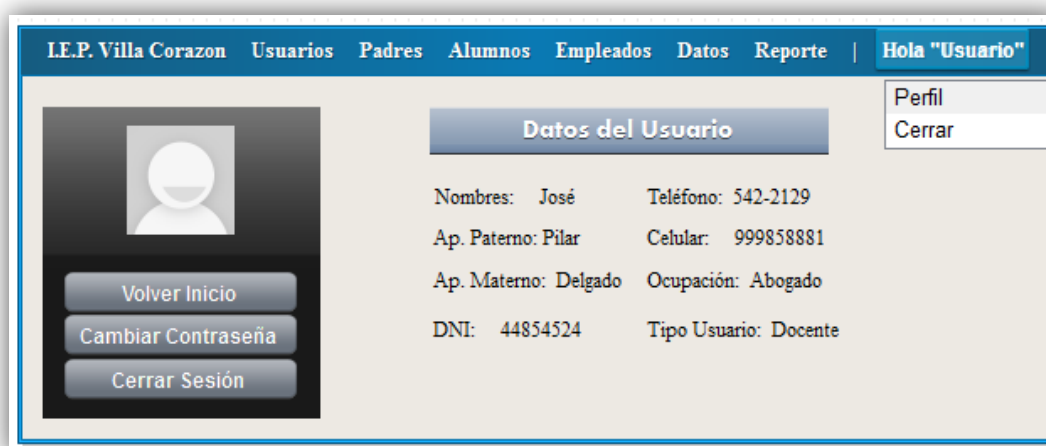 I.E.P. Villa Corazon Usuarios Padres Alumnos Empleados Datos Reporte | Hola "Usuario"
Perfil
Cerrar
Volver Inicio
Cambiar Contraseña
Cerrar Sesión
Datos del Usuario
Nombres: José Teléfono: 542-2129
Ap. Paterno: Pilar Celular: 999858881
Ap. Materno: Delgado Ocupación: Abogado
DNI: 44854524 Tipo Usuario: Docente